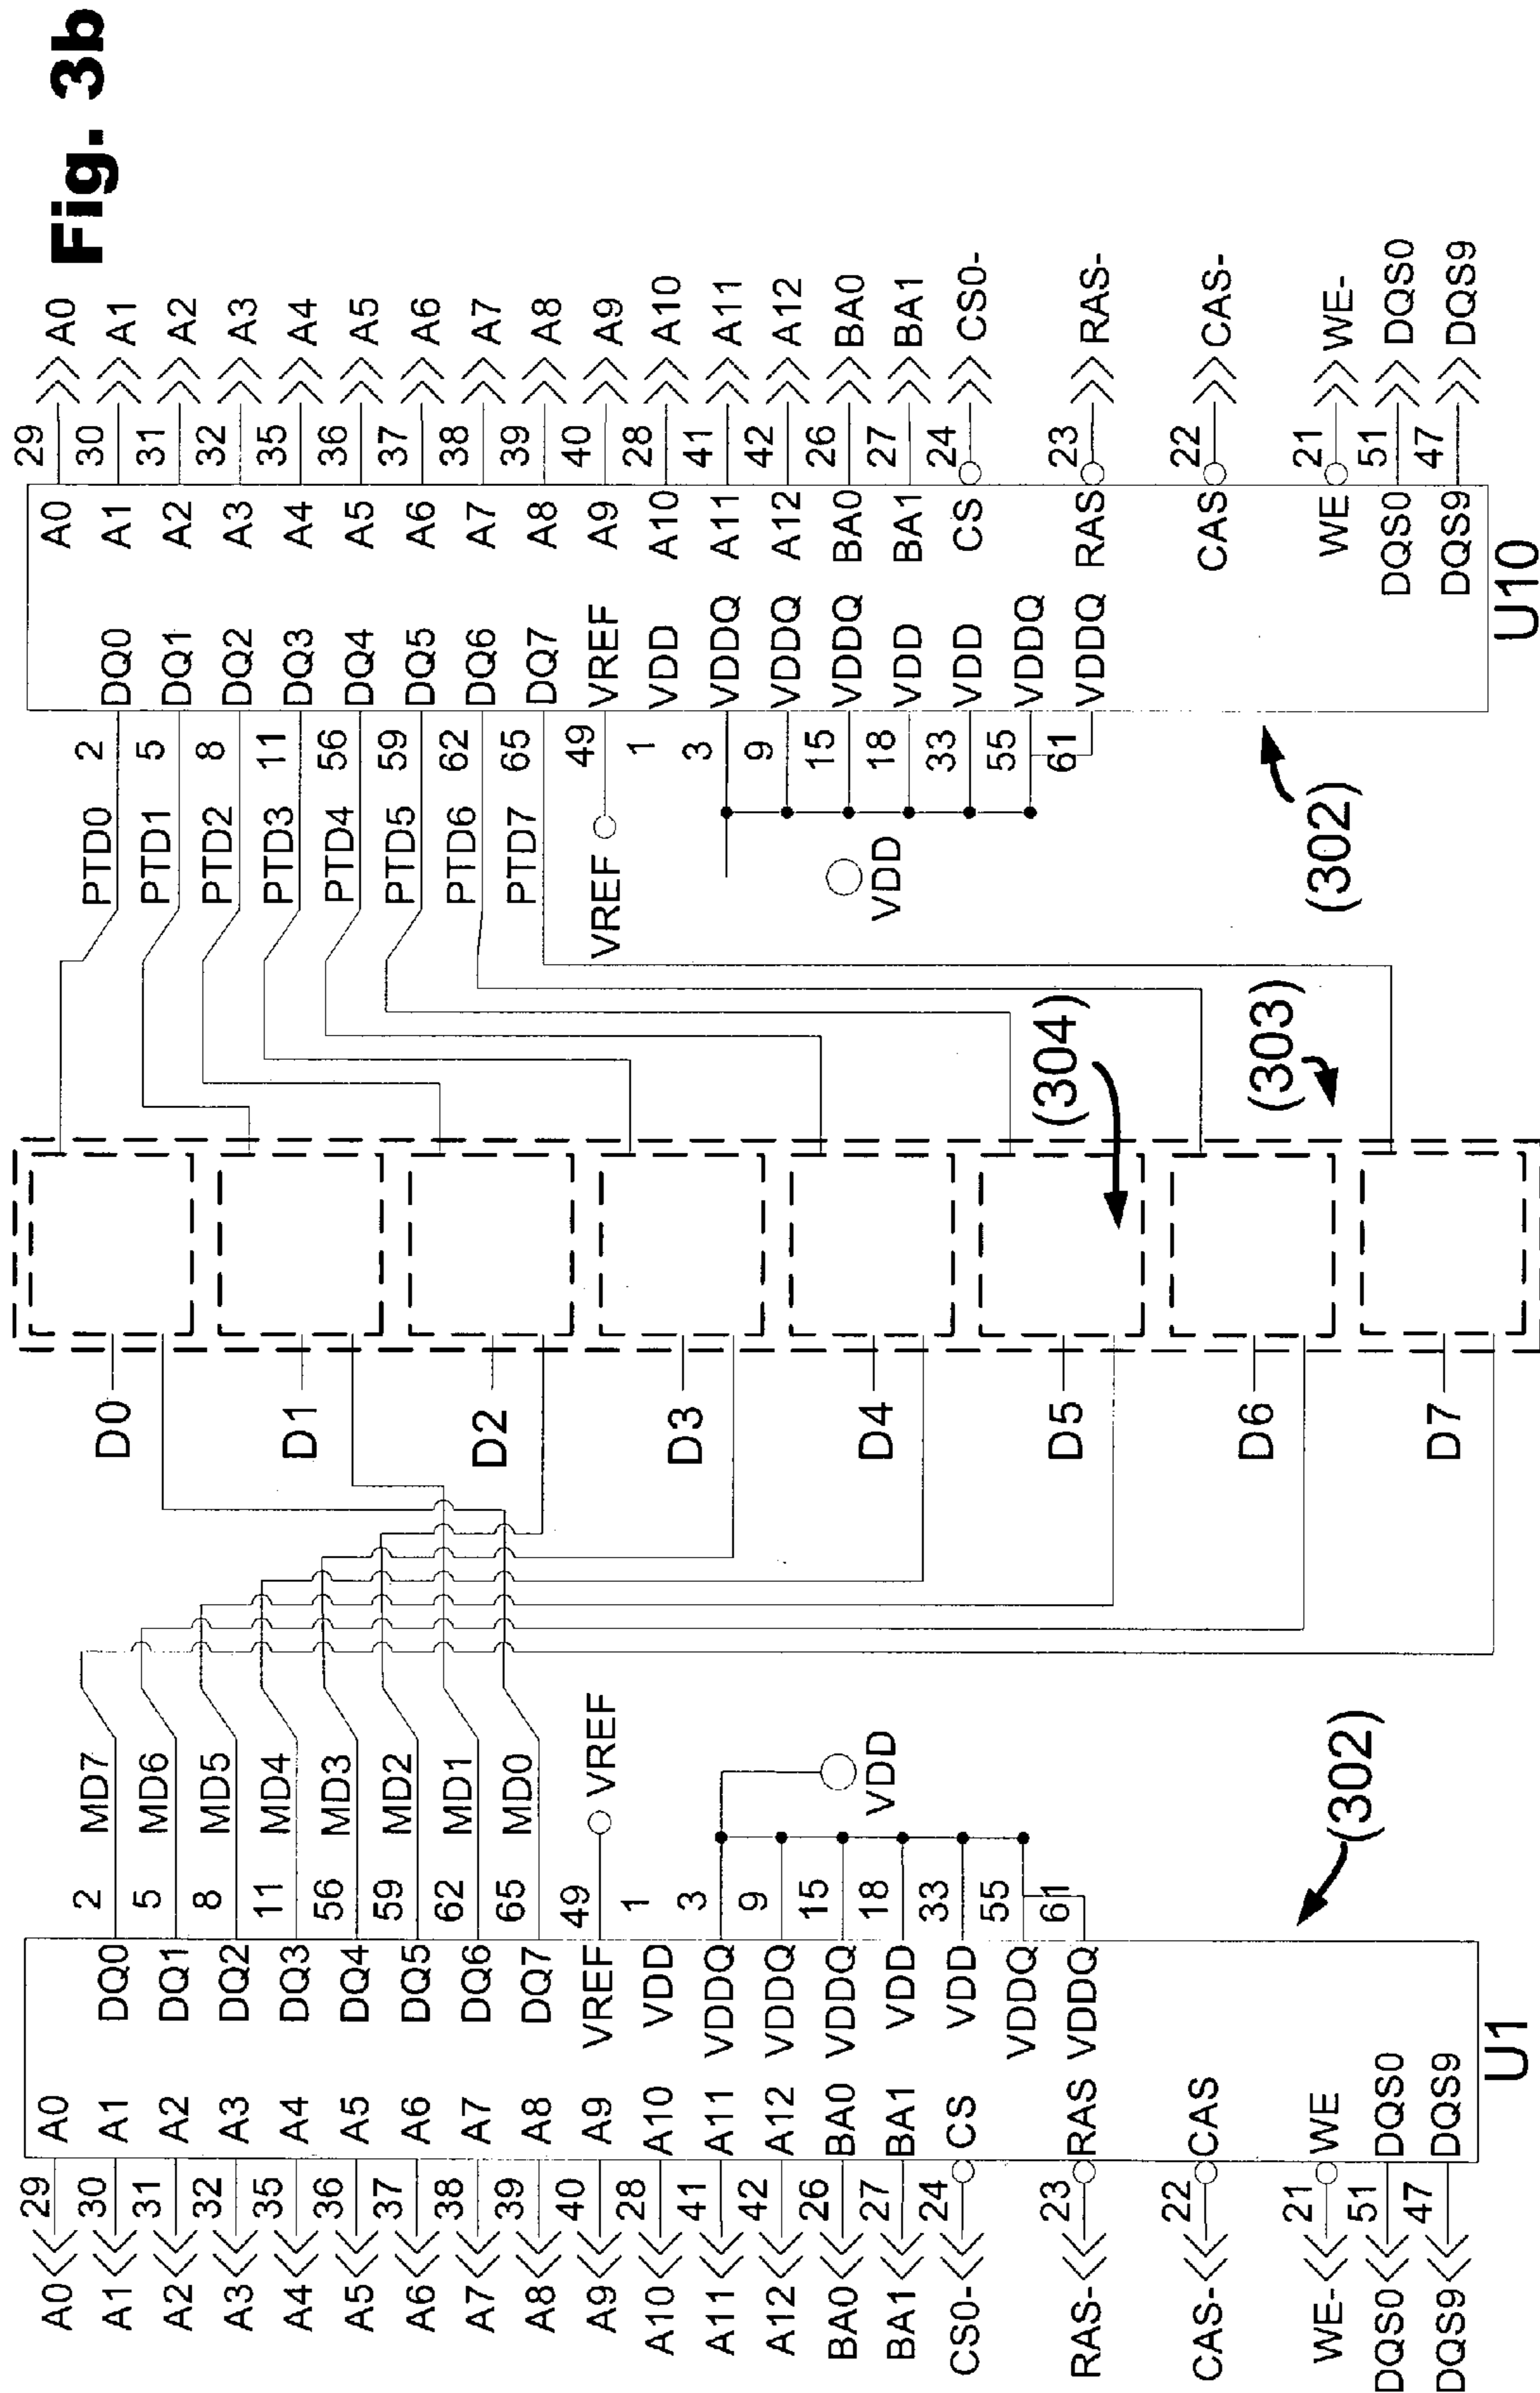 Fig. 3b
A0 29 A0
A1 30 A1
A2 31 A2
A3 32 A3
A4 35 A4
A5 36 A5
A6 37 A6
A7 38 A7
A8 39 A8
A9 40 A9
A10 28 A10
A11 41 A11
A12 42 A12
BA0 26 BA0
BA1 27 BA1
CS0- 24 CS
RAS- 23 RAS
CAS- 22 CAS
WE- 21 WE
DQS0 51 DQS0
DQS9 47 DQS9
DQ0 2 MD7
DQ1 5 MD6
DQ2 8 MD5
DQ3 11 MD4
DQ4 56 MD3
DQ5 59 MD2
DQ6 62 MD1
DQ7 65 MD0
VREF 49 VREF
VDD 1
VDDQ 3
VDDQ 9
VDDQ 15
VDD 18
VDD 33
VDDQ 55
VDDQ 61
VDD
U1
(302)
D0
D1
D2
D3
D4
D5
D6
D7
(304)
(303)
PTD0 2 DQ0
PTD1 5 DQ1
PTD2 8 DQ2
PTD3 11 DQ3
PTD4 56 DQ4
PTD5 59 DQ5
PTD6 62 DQ6
PTD7 65 DQ7
VREF 49 VREF
1 VDD
3 VDDQ
9 VDDQ
15 VDDQ
18 VDD
33 VDD
55 VDDQ
61 VDDQ
VDD
(302)
A0 29 A0
A1 30 A1
A2 31 A2
A3 32 A3
A4 35 A4
A5 36 A5
A6 37 A6
A7 38 A7
A8 39 A8
A9 40 A9
A10 28 A10
A11 41 A11
A12 42 A12
BA0 26 BA0
BA1 27 BA1
CS 24 CS0-
RAS 23 RAS-
CAS 22 CAS-
WE 21 WE-
DQS0 51 DQS0
DQS9 47 DQS9
U10